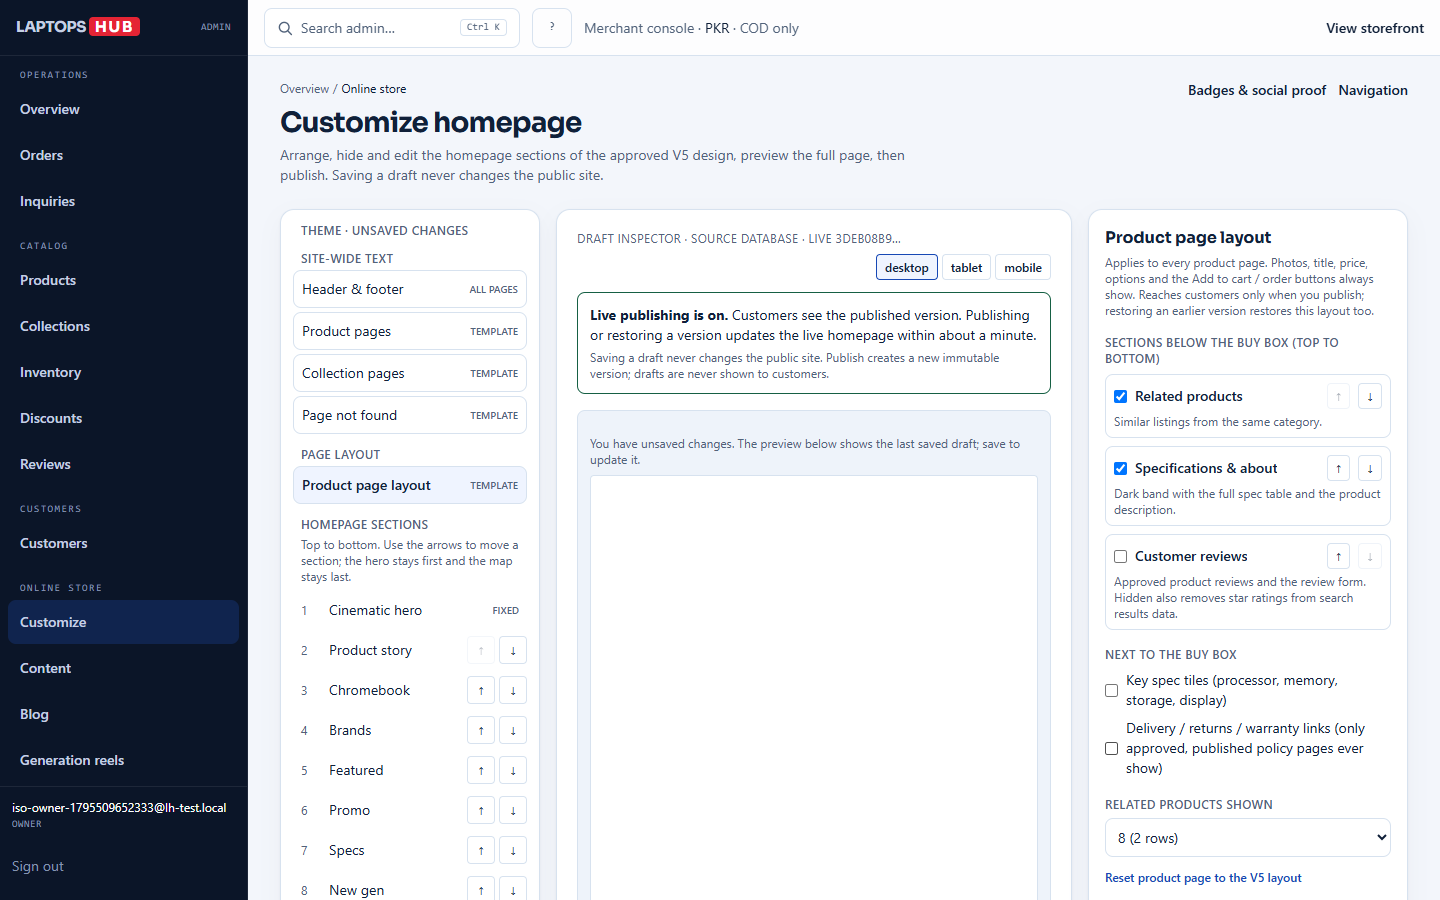 LAPTOPS HUB ADMIN
OPERATIONS
Overview
Orders
Inquiries
CATALOG
Products
Collections
Inventory
Discounts
Reviews
CUSTOMERS
Customers
ONLINE STORE
Customize
Content
Blog
Generation reels
iso-owner-1795509652333@lh-test.local
OWNER
Sign out
Search admin... Ctrl K
?
Merchant console · PKR · COD only
View storefront
Overview / Online store
Badges & social proof Navigation
Customize homepage
Arrange, hide and edit the homepage sections of the approved V5 design, preview the full page, then
publish. Saving a draft never changes the public site.
THEME · UNSAVED CHANGES
SITE-WIDE TEXT
Header & footer ALL PAGES
Product pages TEMPLATE
Collection pages TEMPLATE
Page not found TEMPLATE
PAGE LAYOUT
Product page layout TEMPLATE
HOMEPAGE SECTIONS
Top to bottom. Use the arrows to move a
section; the hero stays first and the map
stays last.
1 Cinematic hero FIXED
2 Product story ↑ ↓
3 Chromebook ↑ ↓
4 Brands ↑ ↓
5 Featured ↑ ↓
6 Promo ↑ ↓
7 Specs ↑ ↓
8 New gen ↑ ↓
DRAFT INSPECTOR · SOURCE DATABASE · LIVE 3DEB08B9...
desktop tablet mobile
Live publishing is on. Customers see the published version. Publishing
or restoring a version updates the live homepage within about a minute.
Saving a draft never changes the public site. Publish creates a new immutable
version; drafts are never shown to customers.
You have unsaved changes. The preview below shows the last saved draft; save to
update it.
Product page layout
Applies to every product page. Photos, title, price,
options and the Add to cart / order buttons always
show. Reaches customers only when you publish;
restoring an earlier version restores this layout too.
SECTIONS BELOW THE BUY BOX (TOP TO
BOTTOM)
Related products ↑ ↓
Similar listings from the same category.
Specifications & about ↑ ↓
Dark band with the full spec table and the product
description.
Customer reviews ↑ ↓
Approved product reviews and the review form.
Hidden also removes star ratings from search
results data.
NEXT TO THE BUY BOX
Key spec tiles (processor, memory,
storage, display)
Delivery / returns / warranty links (only
approved, published policy pages ever
show)
RELATED PRODUCTS SHOWN
8 (2 rows)
Reset product page to the V5 layout